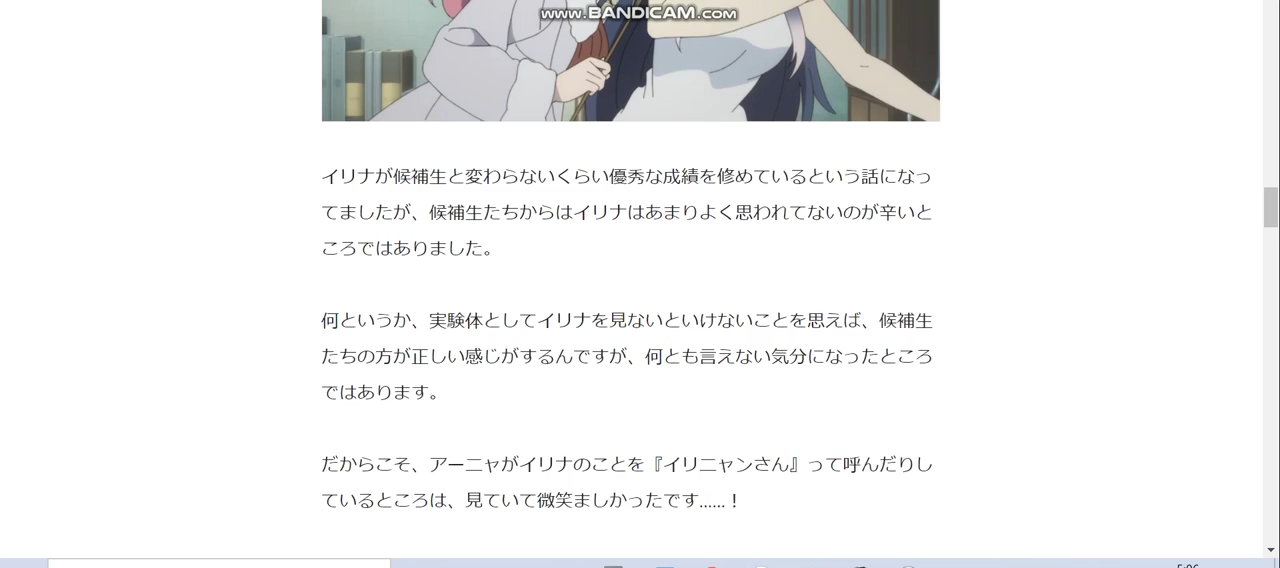 www.BANDICAM.com
イリナが候補生と変わらないくらい優秀な成績を修めているという話になっ
てましたが、候補生たちからはイリナはあまりよく思われてないのが辛いと
ころではありました。
何というか、実験体としてイリナを見ないといけないことを思えば、候補生
たちの方が正しい感じがするんですが、何とも言えない気分になったところ
ではあります。
だからこそ、アーニャがイリナのことを『イリニャンさん』って呼んだりし
ているところは、見ていて微笑ましかったです……！